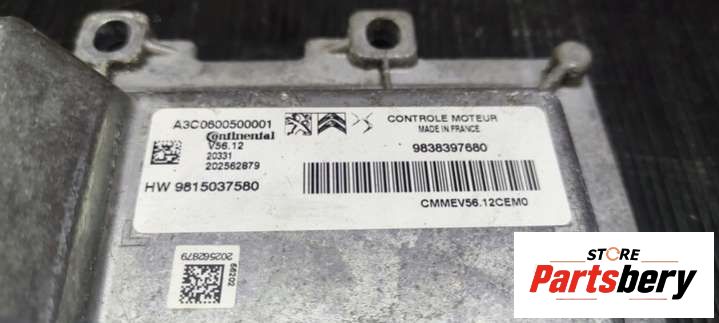 A3C0600500001
Continental
V56.12
20331
202562879
HW 9815037580
CONTROLE MOTEUR
MADE IN FRANCE
9838397680
CMMEV56.12CEM0
56202
202562879
STORE
Partsbery